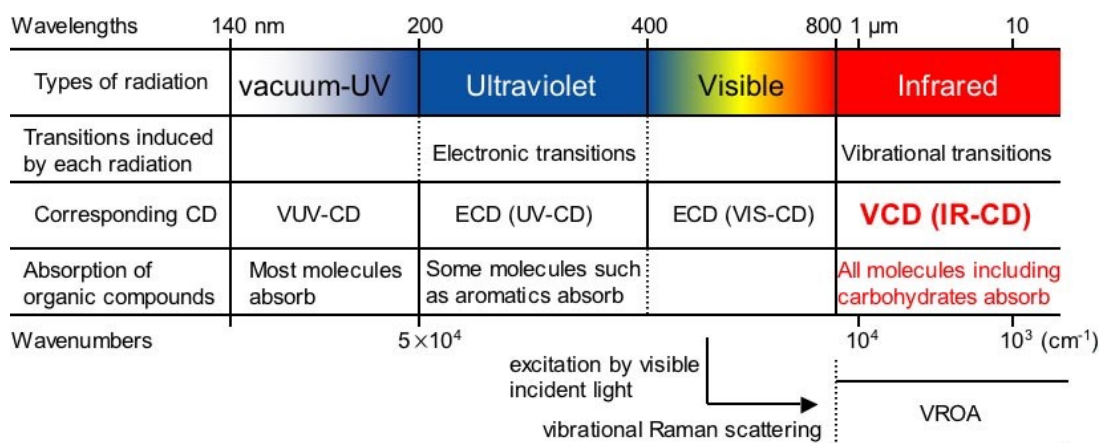 Wavelengths 140 nm 200 400 800 1 µm 10
Types of radiation vacuum-UV Ultraviolet Visible Infrared
Transitions induced
by each radiation
Electronic transitions Vibrational transitions
Corresponding CD VUV-CD ECD (UV-CD) ECD (VIS-CD) VCD (IR-CD)
Absorption of
organic compounds
Most molecules
absorb
Some molecules such
as aromatics absorb
All molecules including
carbohydrates absorb
Wavenumbers 5×10⁴ 10⁴ 10³ (cm⁻¹)
excitation by visible
incident light
vibrational Raman scattering
VROA